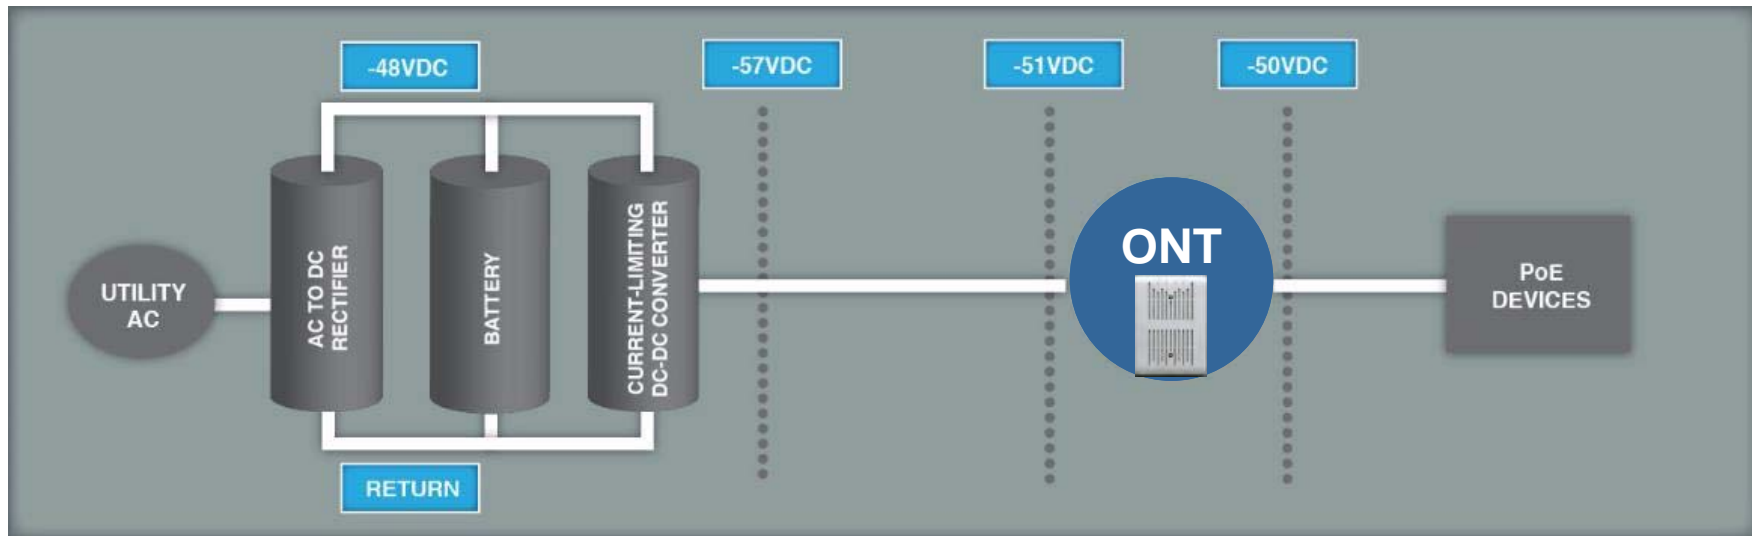 -48VDC
-57VDC
-51VDC
-50VDC
UTILITY
AC
AC TO DC
RECTIFIER
BATTERY
CURRENT-LIMITING
DC-DC CONVERTER
ONT
PoE
DEVICES
RETURN